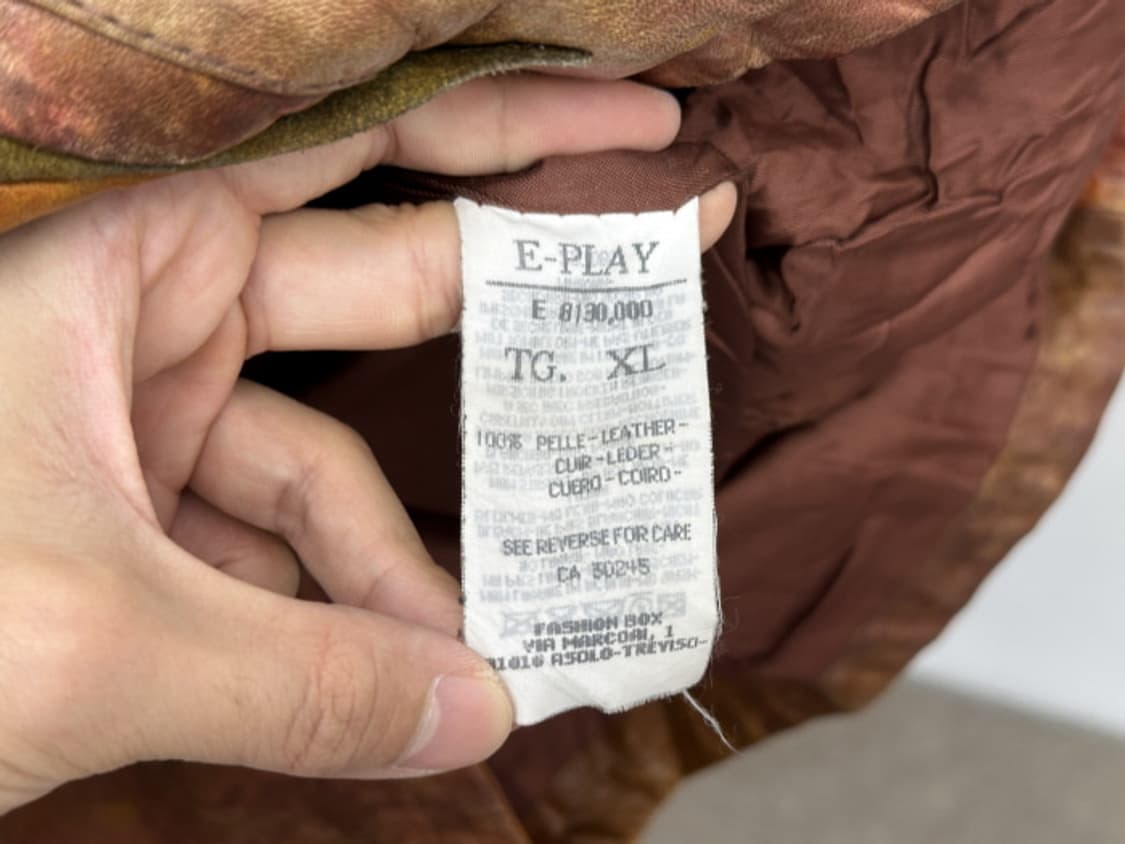 E-PLAY
E 8130,000
TG. XL
100% PELLE-LEATHER-
CUIR-LEDER-
CUERO-COIRO-
SEE REVERSE FOR CARE
CA 30245
FASHION BOX
VIA MARCONI, 1
31010 ASOLO-TREVISO-